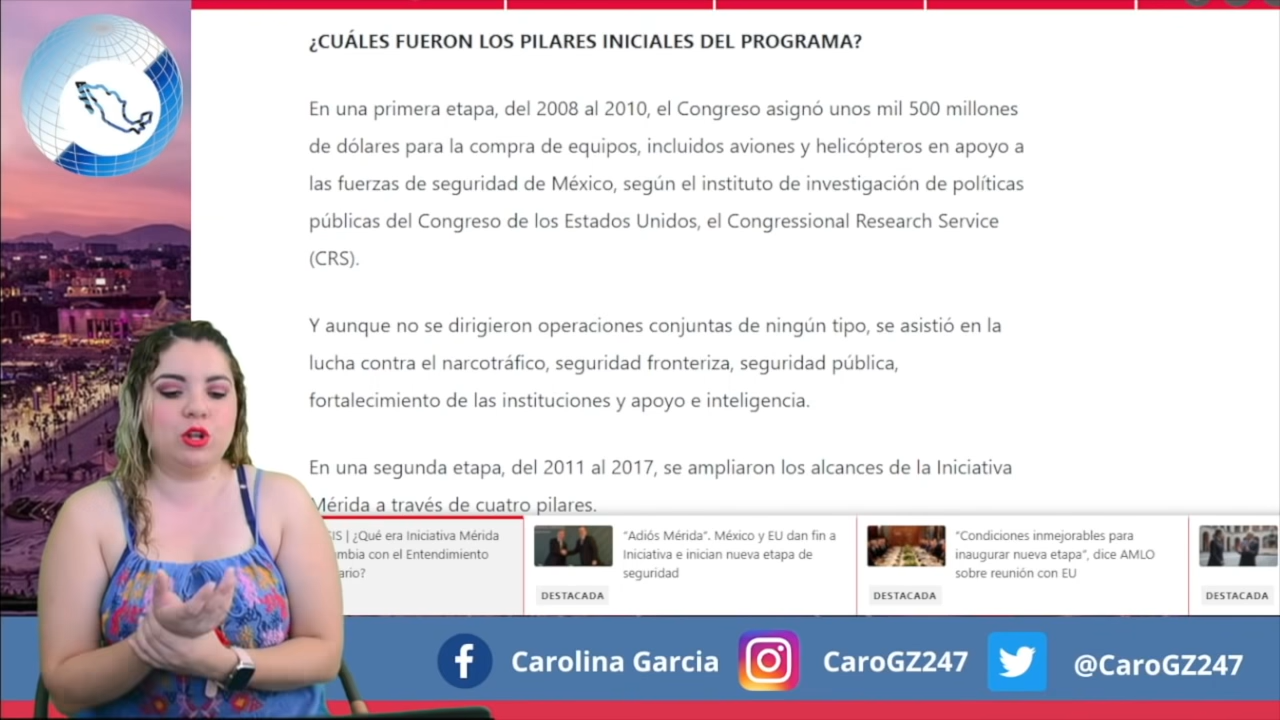 ¿CUÁLES FUERON LOS PILARES INICIALES DEL PROGRAMA?
En una primera etapa, del 2008 al 2010, el Congreso asignó unos mil 500 millones
de dólares para la compra de equipos, incluidos aviones y helicópteros en apoyo a
las fuerzas de seguridad de México, según el instituto de investigación de políticas
públicas del Congreso de los Estados Unidos, el Congressional Research Service
(CRS).
Y aunque no se dirigieron operaciones conjuntas de ningún tipo, se asistió en la
lucha contra el narcotráfico, seguridad fronteriza, seguridad pública,
fortalecimiento de las instituciones y apoyo e inteligencia.
En una segunda etapa, del 2011 al 2017, se ampliaron los alcances de la Iniciativa
Mérida a través de cuatro pilares.
SIS | ¿Qué era Iniciativa Mérida
mbia con el Entendimiento
ario?
“Adiós Mérida”. México y EU dan fin a
Iniciativa e inician nueva etapa de
seguridad
DESTACADA
“Condiciones inmejorables para
inaugurar nueva etapa”, dice AMLO
sobre reunión con EU
DESTACADA
DESTACADA
Carolina Garcia
CaroGZ247
@CaroGZ247